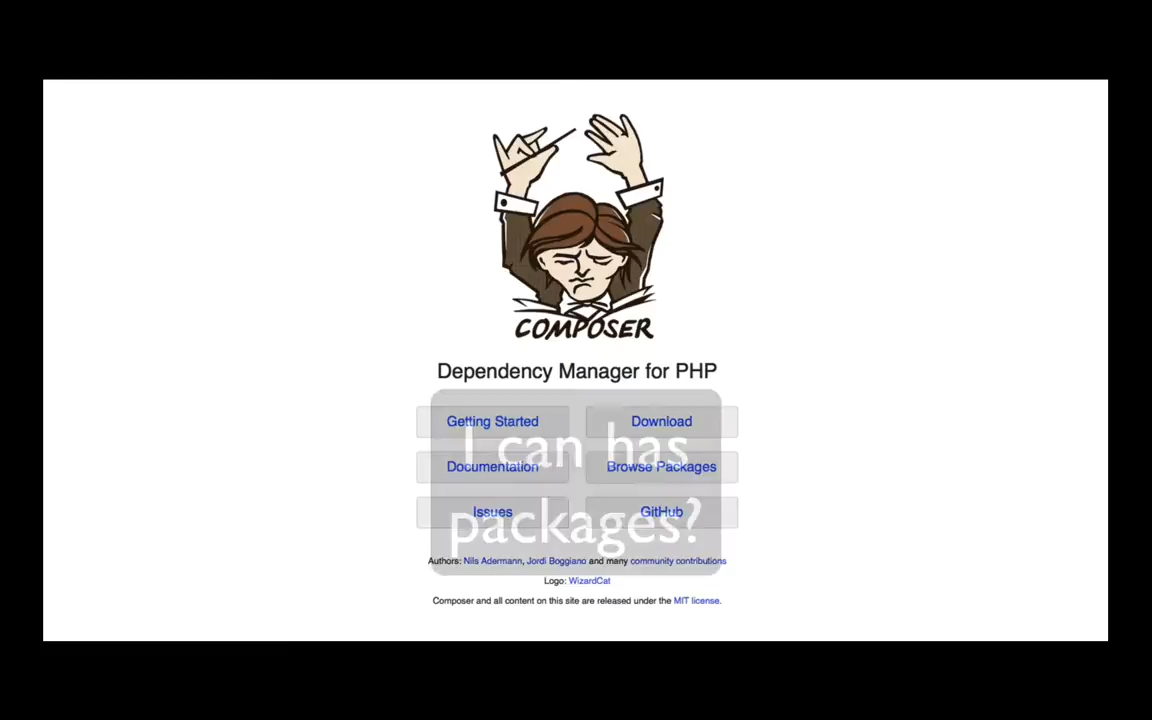 COMPOSER
Dependency Manager for PHP
Getting Started
Download
I can has
Documentation
Browse Packages
Issues
GitHub
packages?
Authors: Nils Adermann, Jordi Boggiano and many community contributions
Logo: WizardCat
Composer and all content on this site are released under the MIT license.